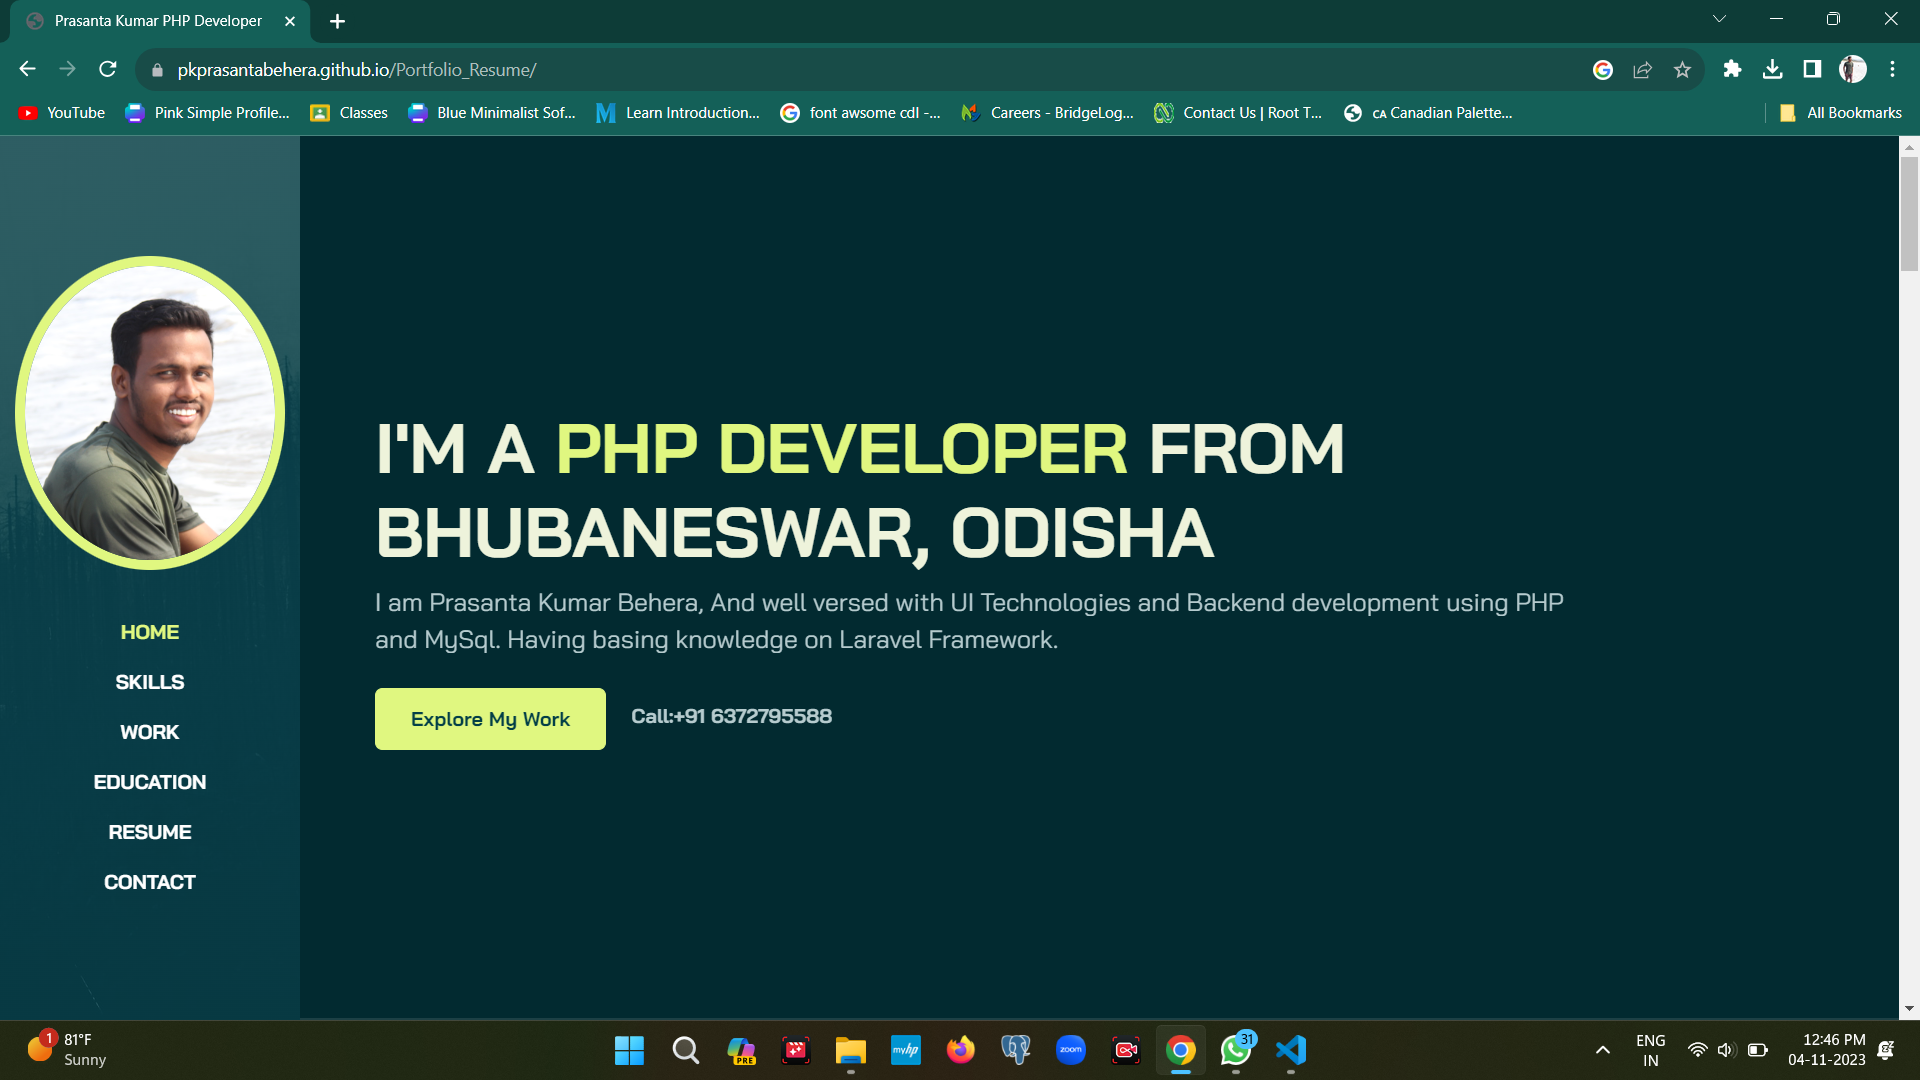 Prasanta Kumar PHP Developer
pkprasantabehera.github.io/Portfolio_Resume/
YouTube
Pink Simple Profile...
Classes
Blue Minimalist Sof...
Learn Introduction...
font awsome cdl -...
Careers - BridgeLog...
Contact Us | Root T...
CA Canadian Palette...
All Bookmarks
HOME
SKILLS
WORK
EDUCATION
RESUME
CONTACT
I'M A PHP DEVELOPER FROM
BHUBANESWAR, ODISHA
I am Prasanta Kumar Behera, And well versed with UI Technologies and Backend development using PHP
and MySql. Having basing knowledge on Laravel Framework.
Explore My Work
Call:+91 6372795588
1
81°F
Sunny
PRE
myhp
zoom
31
ENG
IN
12:46 PM
04-11-2023